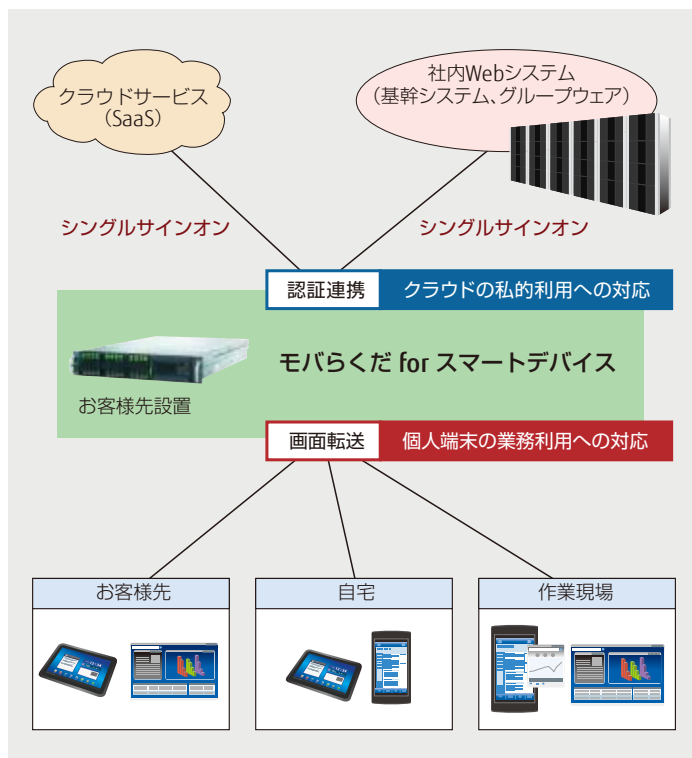 クラウドサービス
（SaaS）
社内Webシステム
（基幹システム、グループウェア）
シングルサインオン
シングルサインオン
認証連携
クラウドの私的利用への対応
モバらくだ for スマートデバイス
お客様先設置
画面転送
個人端末の業務利用への対応
お客様先
自宅
作業現場